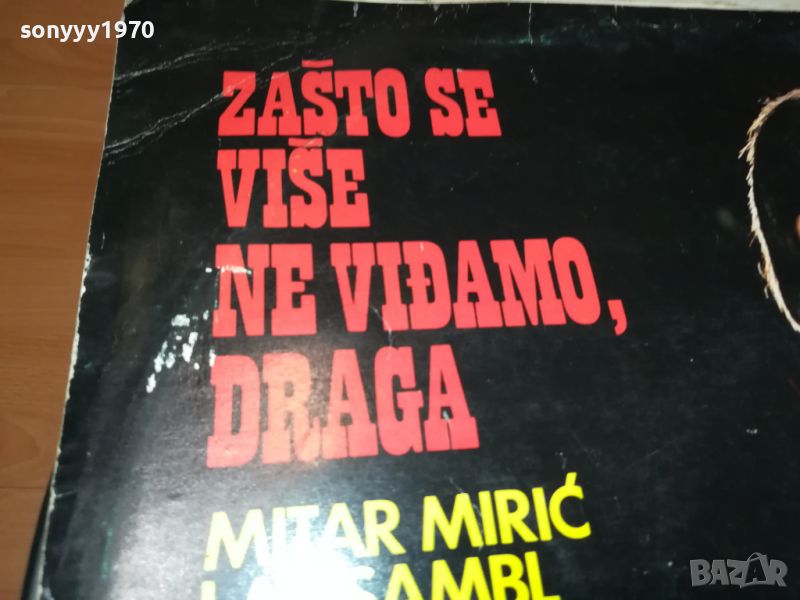 sonyyy1970
ZAŠTO SE
VIŠE
NE VIĐAMO,
DRAGA
MITAR MIRIĆ
BAZAR